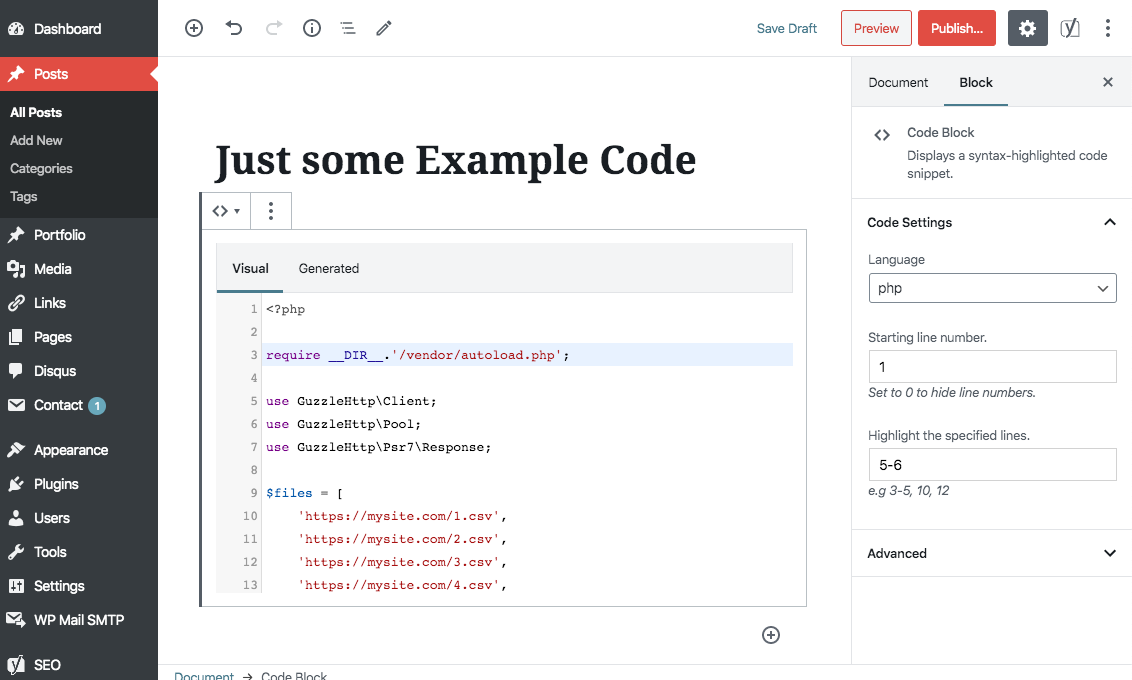 Dashboard
Posts
All Posts
Add New
Categories
Tags
Portfolio
Media
Links
Pages
Disqus
Contact 1
Appearance
Plugins
Users
Tools
Settings
WP Mail SMTP
SEO
Save Draft
Preview
Publish...
Just some Example Code
Visual Generated
1 <?php
2
3 require __DIR__.'/vendor/autoload.php';
4
5 use GuzzleHttp\Client;
6 use GuzzleHttp\Pool;
7 use GuzzleHttp\Psr7\Response;
8
9 $files = [
10     'https://mysite.com/1.csv',
11     'https://mysite.com/2.csv',
12     'https://mysite.com/3.csv',
13     'https://mysite.com/4.csv',
Document → Code Block
Document Block
Code Block
Displays a syntax-highlighted code
snippet.
Code Settings
Language
php
Starting line number.
1
Set to 0 to hide line numbers.
Highlight the specified lines.
5-6
e.g 3-5, 10, 12
Advanced